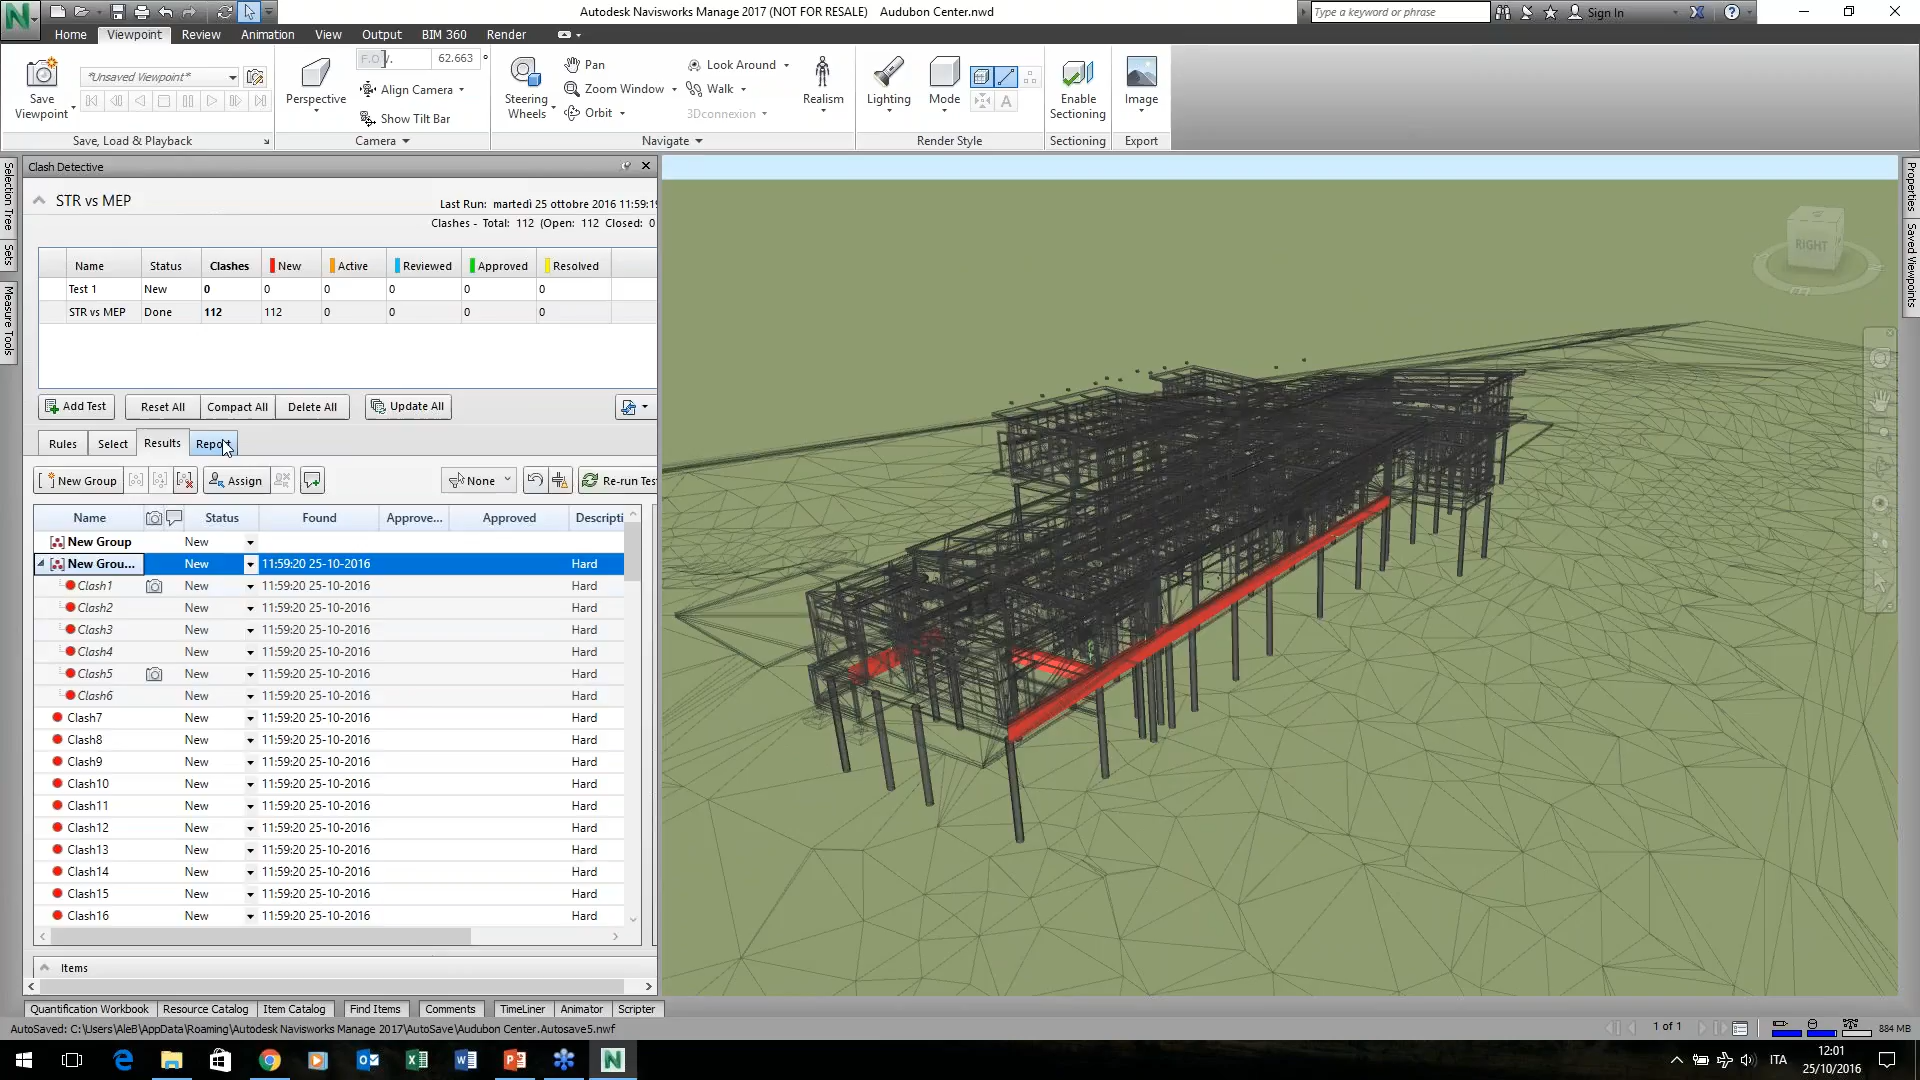 Autodesk Navisworks Manage 2017 (NOT FOR RESALE) Audubon Center.nwd
Type a keyword or phrase
Sign In
Home Viewpoint Review Animation View Output BIM 360 Render
Save Viewpoint
*Unsaved Viewpoint*
Save, Load & Playback
Perspective
F.O.V. 62.663 °
Align Camera
Show Tilt Bar
Camera
Steering Wheels
Pan
Zoom Window
Orbit
Look Around
Walk
3Dconnexion
Navigate
Realism
Lighting
Mode
A
Render Style
Enable Sectioning
Sectioning
Image
Export
Selection Tree
Sets
Measure Tools
Properties
Saved Viewpoints
Clash Detective
STR vs MEP
Last Run: martedì 25 ottobre 2016 11:59:19
Clashes - Total: 112 (Open: 112 Closed: 0
Name Status Clashes New Active Reviewed Approved Resolved
Test 1 New 0 0 0 0 0 0
STR vs MEP Done 112 112 0 0 0 0
Add Test Reset All Compact All Delete All Update All
Rules Select Results Report
New Group Assign None Re-run Test
Name Status Found Approve... Approved Descripti
New Group New
New Grou... New 11:59:20 25-10-2016 Hard
Clash1 New 11:59:20 25-10-2016 Hard
Clash2 New 11:59:20 25-10-2016 Hard
Clash3 New 11:59:20 25-10-2016 Hard
Clash4 New 11:59:20 25-10-2016 Hard
Clash5 New 11:59:20 25-10-2016 Hard
Clash6 New 11:59:20 25-10-2016 Hard
Clash7 New 11:59:20 25-10-2016 Hard
Clash8 New 11:59:20 25-10-2016 Hard
Clash9 New 11:59:20 25-10-2016 Hard
Clash10 New 11:59:20 25-10-2016 Hard
Clash11 New 11:59:20 25-10-2016 Hard
Clash12 New 11:59:20 25-10-2016 Hard
Clash13 New 11:59:20 25-10-2016 Hard
Clash14 New 11:59:20 25-10-2016 Hard
Clash15 New 11:59:20 25-10-2016 Hard
Clash16 New 11:59:20 25-10-2016 Hard
Items
RIGHT
Quantification Workbook Resource Catalog Item Catalog Find Items Comments TimeLiner Animator Scripter
AutoSaved: C:\Users\AleB\AppData\Roaming\Autodesk Navisworks Manage 2017\AutoSave\Audubon Center.Autosave5.nwf
1 of 1
884 MB
ITA
12:01
25/10/2016